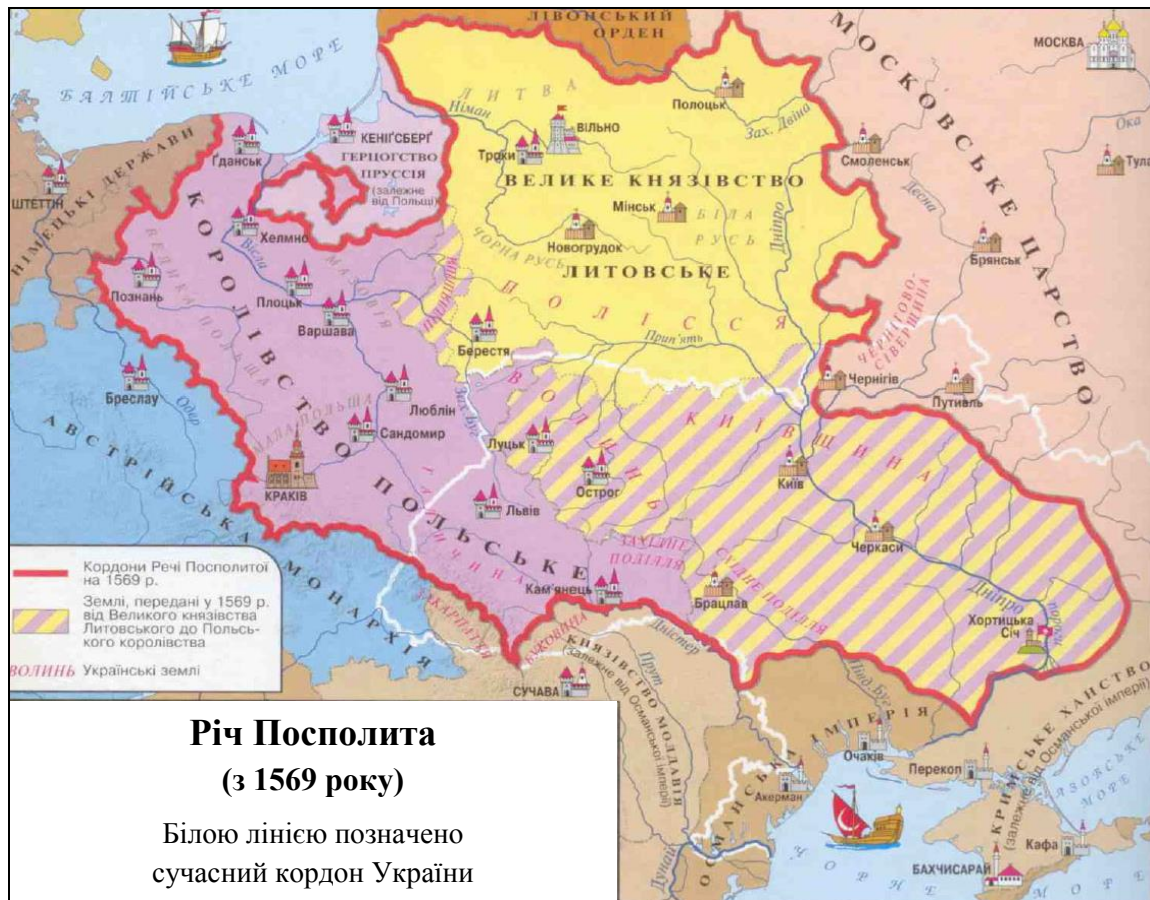 ЛІВОНСЬКИЙ
ОРДЕН
МОСКВА
БАЛТІЙСЬКЕ МОРЕ
МОСКОВСЬКЕ ЦАРСТВО
ЛИТВА
Німан
Полоцьк
Зах. Двіна
Ока
ВІЛЬНО
Троки
Смоленськ
Тула
Ґданськ
КЕНІҐСБЕРҐ
ГЕРЦОГСТВО
ПРУССІЯ
(залежне
від Польщі)
НІМЕЦЬКІ ДЕРЖАВИ
ШТЕТТІН
ВЕЛИКЕ КНЯЗІВСТВО
ЛИТОВСЬКЕ
Мінськ
БІЛА
РУСЬ
Дніпро
Десна
Новогрудок
ЧОРНА РУСЬ
Брянськ
Хелмно
Вісла
КОРОЛІВСТВО
ПОЛЬСЬКЕ
ВЕЛИКА ПОЛЬЩА
МАЗОВІЯ
Познань
Плоцьк
Варшава
ПІДЛЯШШЯ
ПОЛІССЯ
Берестя
Прип'ять
ЧЕРНІГОВО-
СІВЕРЩИНА
Чернігів
Путивль
Бреслау
Одер
Люблін
МАЛА ПОЛЬЩА
Сандомир
Зах. Буг
ВОЛИНЬ
КИЇВЩИНА
Луцьк
Острог
Київ
КРАКІВ
Львів
ГАЛИЧИНА
АВСТРІЙСЬКА МОНАРХІЯ
ЗАХІДНЕ
ПОДІЛЛЯ
СХІДНЕ ПОДІЛЛЯ
Черкаси
Кам'янець
Брацлав
Дніпро
пороги
Хортицька
Січ
ЗАКАРПАТТЯ
БУКОВИНА
Дністер
Прут
СУЧАВА
КНЯЗІВСТВО МОЛДАВІЯ
(залежне від Османської імперії)
Півд. Буг
ОСМАНСЬКА ІМПЕРІЯ
Очаків
Перекоп
Акерман
КРИМСЬКЕ ХАНСТВО
(залежне від Османської імперії)
АЗОВСЬКЕ
МОРЕ
Кафа
БАХЧИСАРАЙ
Дунай
ЧОРНЕ МОРЕ
Кордони Речі Посполитої
на 1569 р.
Землі, передані у 1569 р.
від Великого князівства
Литовського до Польсь-
кого королівства
ВОЛИНЬ Українські землі
Річ Посполита
(з 1569 року)
Білою лінією позначено
сучасний кордон України